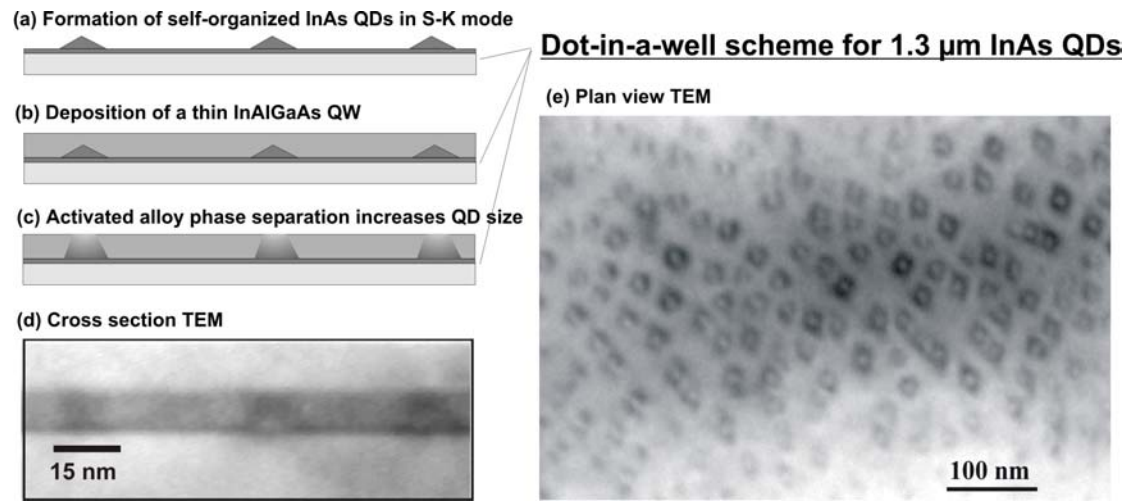 (a) Formation of self-organized InAs QDs in S-K mode
Dot-in-a-well scheme for 1.3 µm InAs QDs
(b) Deposition of a thin InAlGaAs QW
(c) Activated alloy phase separation increases QD size
(d) Cross section TEM
15 nm
(e) Plan view TEM
100 nm